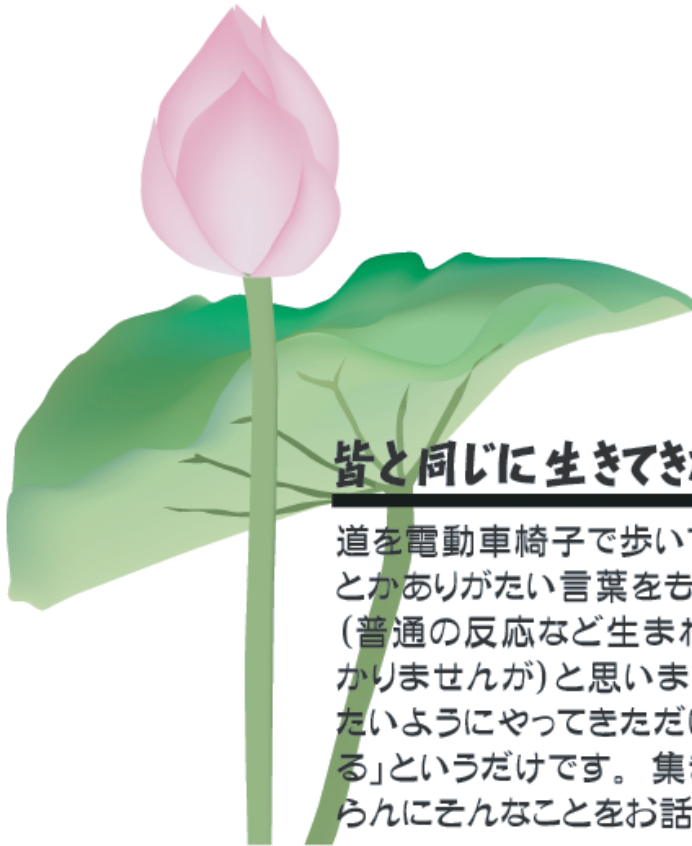 皆と同じに生きてき
道を電動車椅子で歩い
とかありがたい言葉をも
(普通の反応など生まれ
かりませんが)と思いま
たいようにやってきただけ
る」というだけです。集
らんにそんなことをお話